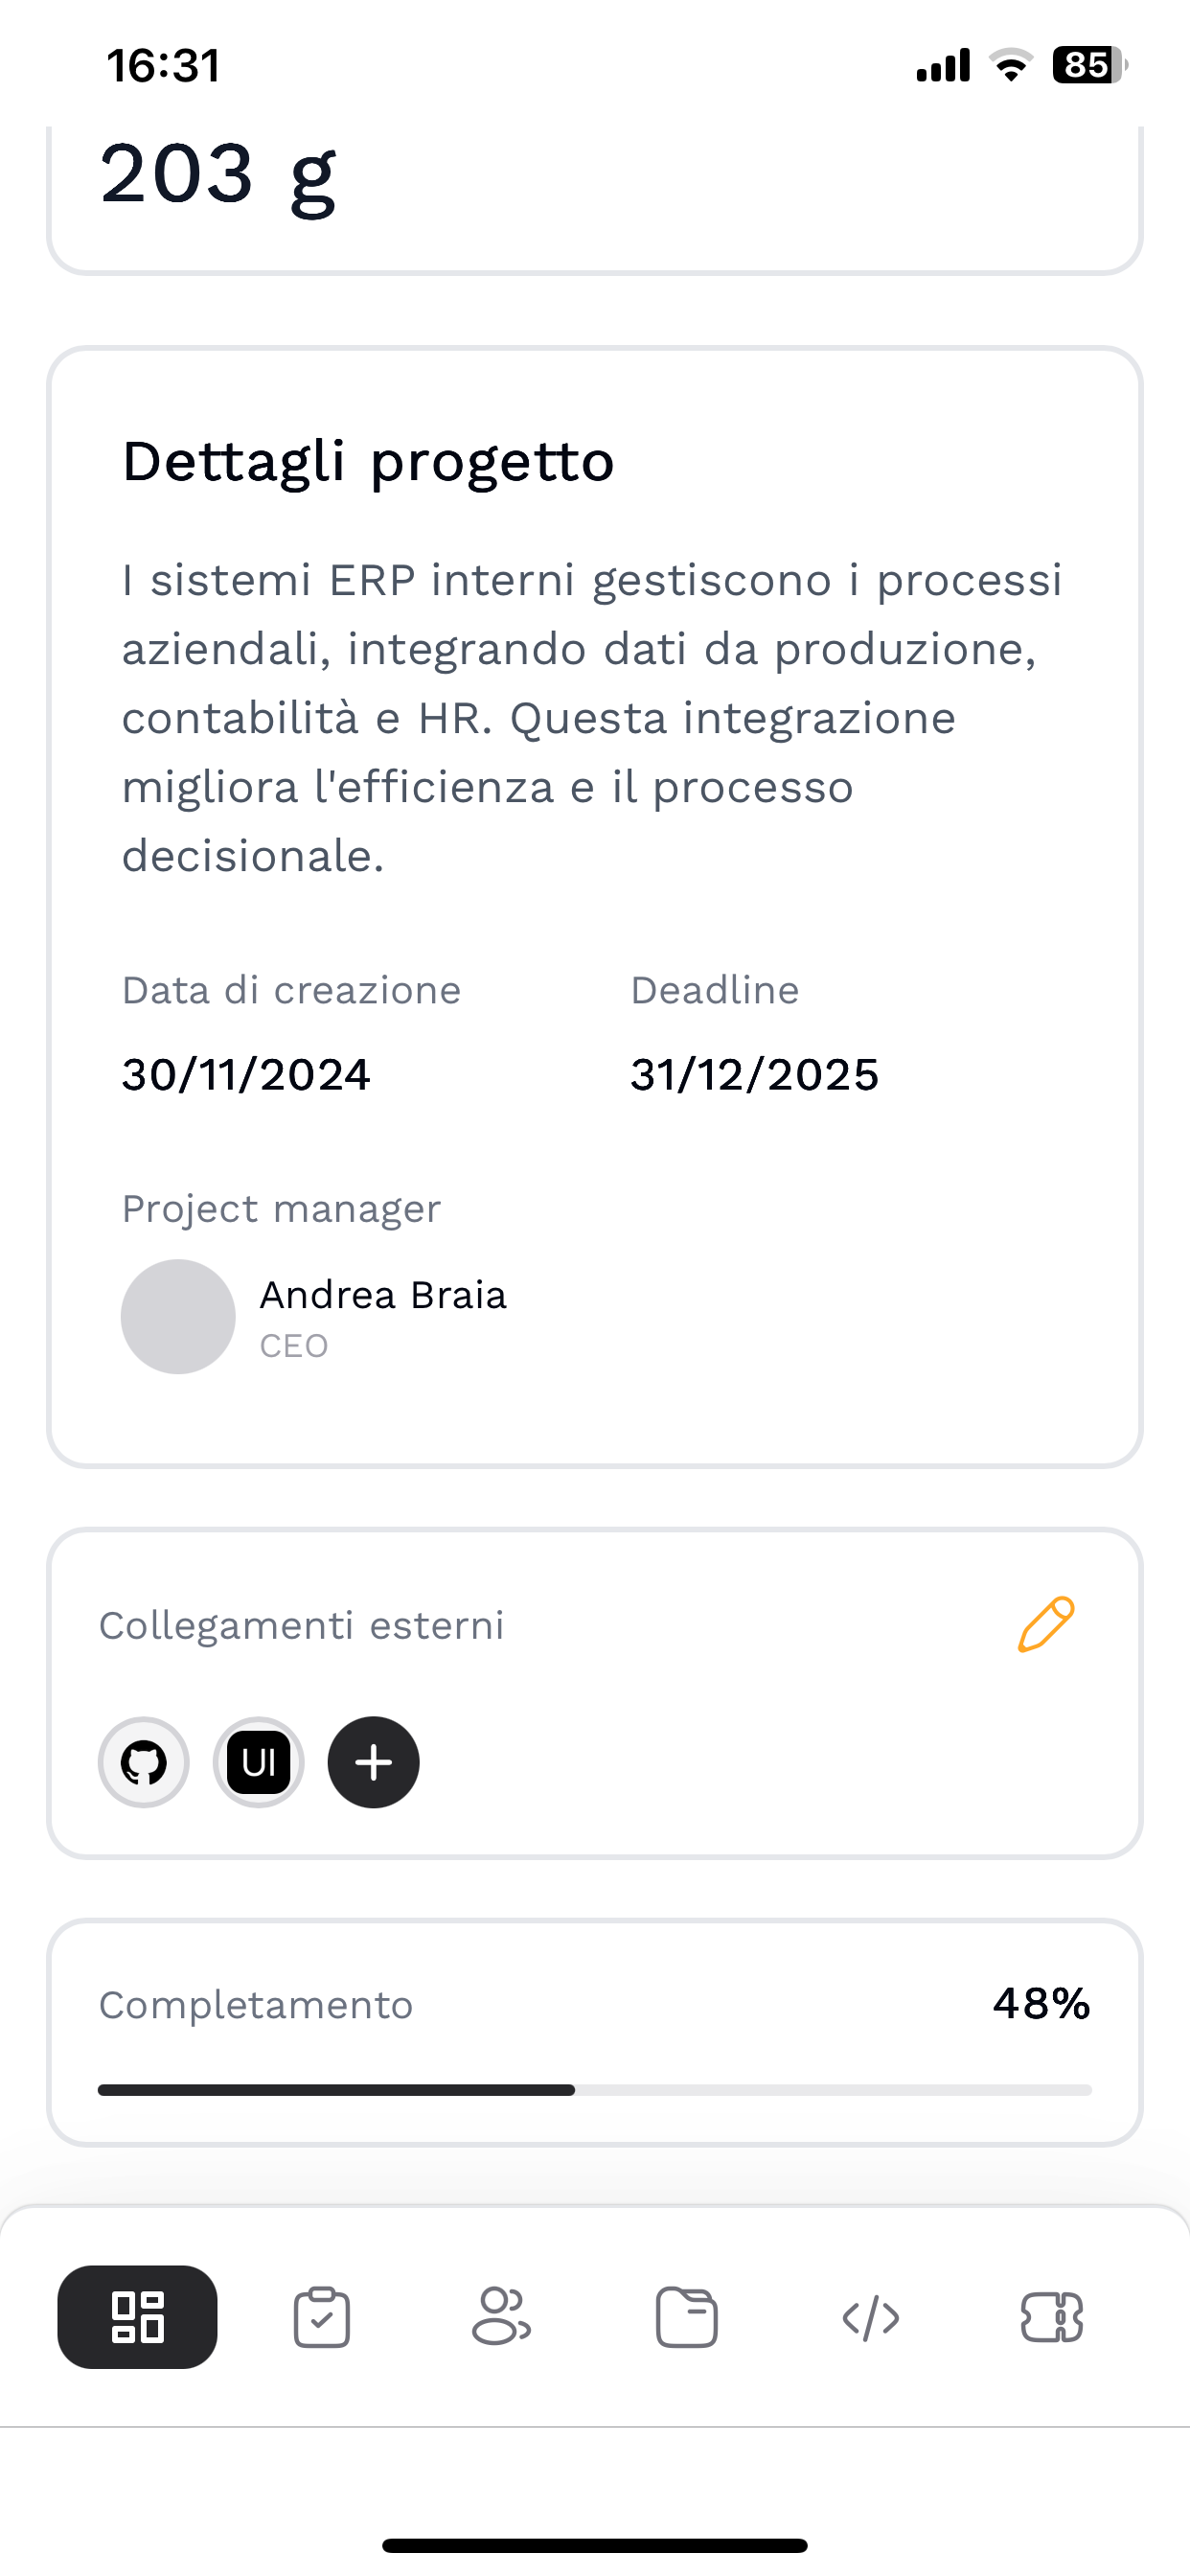 16:31
85
203 g
Dettagli progetto
I sistemi ERP interni gestiscono i processi
aziendali, integrando dati da produzione,
contabilità e HR. Questa integrazione
migliora l'efficienza e il processo
decisionale.
Data di creazione
Deadline
30/11/2024
31/12/2025
Project manager
Andrea Braia
CEO
Collegamenti esterni
UI
Completamento
48%